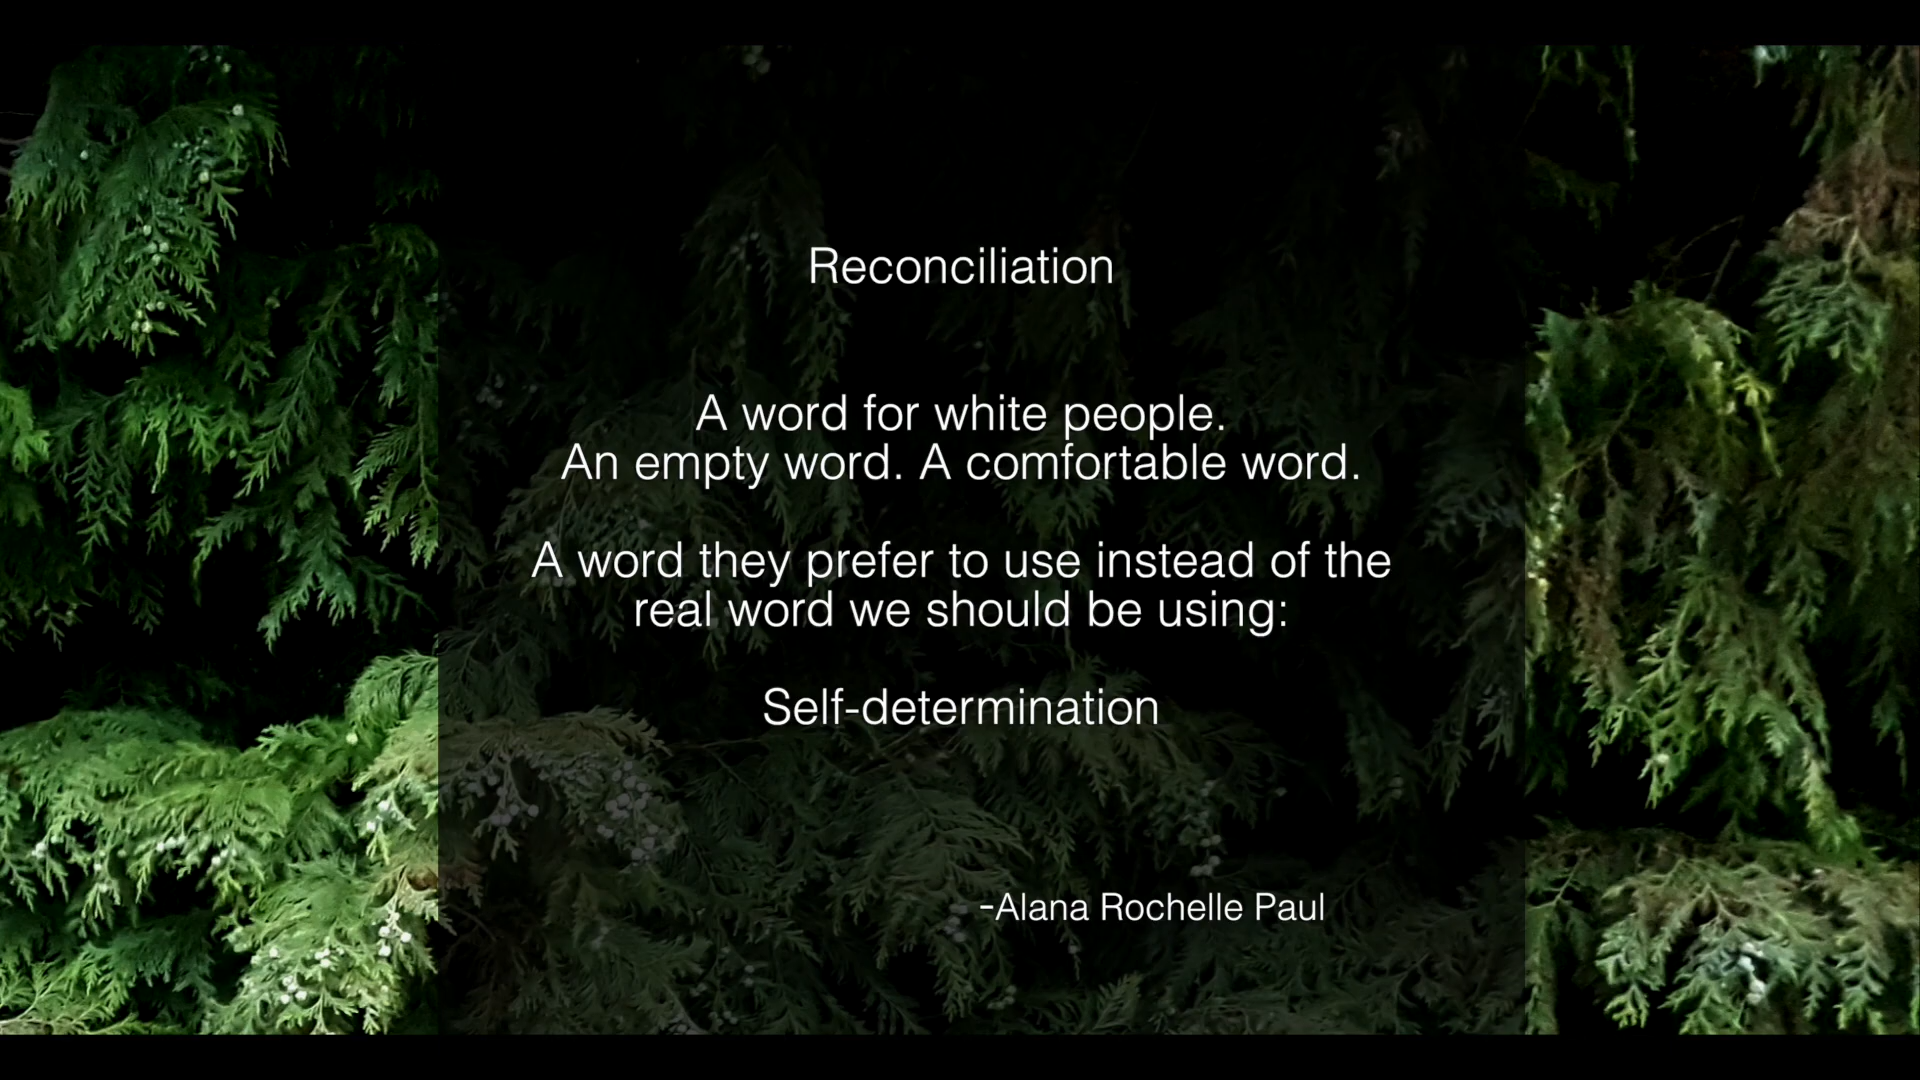 Reconciliation
A word for white people.
An empty word. A comfortable word.
A word they prefer to use instead of the
real word we should be using:
Self-determination
-Alana Rochelle Paul